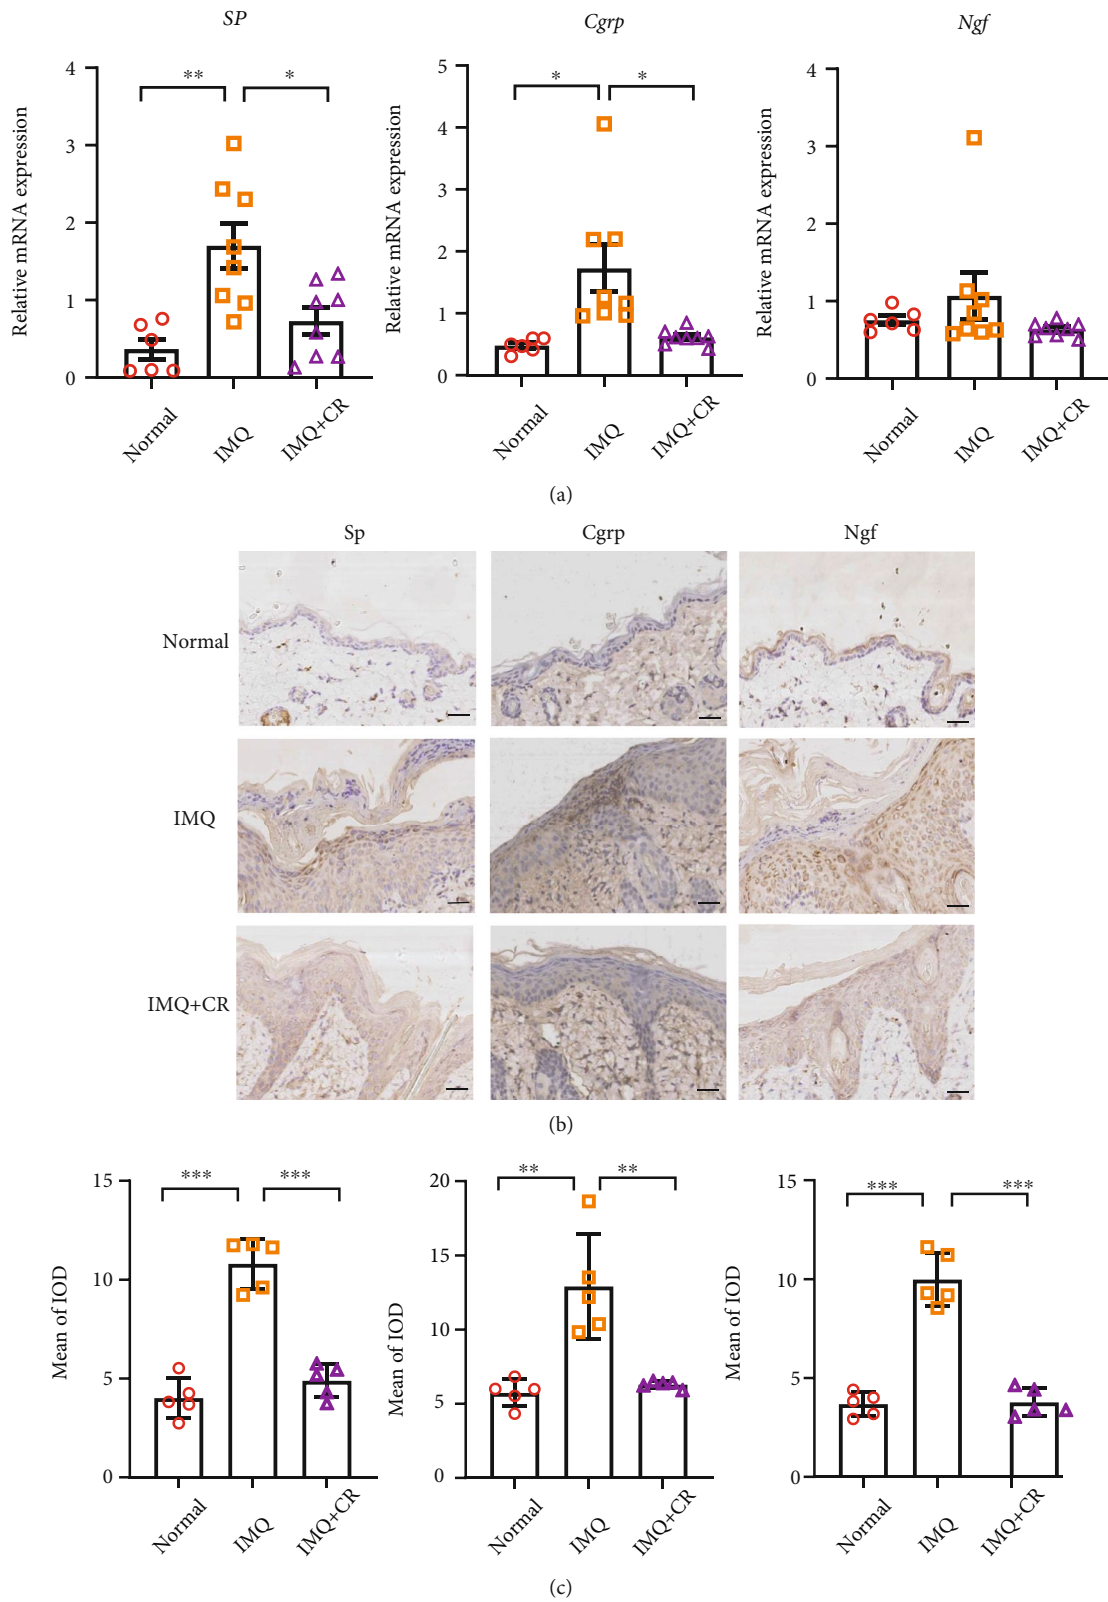 SP
Cgrp
Ngf
Relative mRNA expression
4
3
2
1
0
**
*
Normal
IMQ
IMQ+CR
Relative mRNA expression
5
4
3
2
1
0
*
*
Normal
IMQ
IMQ+CR
Relative mRNA expression
4
3
2
1
0
Normal
IMQ
IMQ+CR
(a)
Sp
Cgrp
Ngf
Normal
IMQ
IMQ+CR
(b)
Mean of IOD
15
10
5
0
***
***
Normal
IMQ
IMQ+CR
Mean of IOD
20
15
10
5
0
**
**
Normal
IMQ
IMQ+CR
Mean of IOD
15
10
5
0
***
***
Normal
IMQ
IMQ+CR
(c)